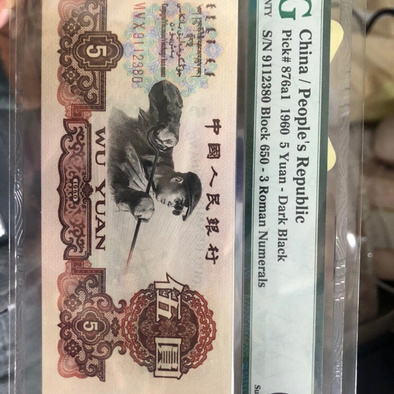 China / People's Republic
Pick# 876a1 1960 5 Yuan - Dark Black
S/N 9112380 Block 650 - 3 Roman Numerals
中國人民銀行
伍圓
WU YUAN
5
5
1960
9112380